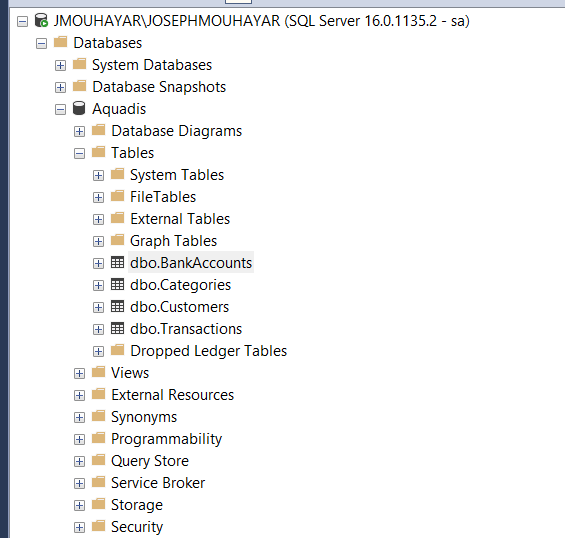 JMOUHAYAR\JOSEPHMOUHAYAR (SQL Server 16.0.1135.2 - sa)
Databases
System Databases
Database Snapshots
Aquadis
Database Diagrams
Tables
System Tables
FileTables
External Tables
Graph Tables
dbo.BankAccounts
dbo.Categories
dbo.Customers
dbo.Transactions
Dropped Ledger Tables
Views
External Resources
Synonyms
Programmability
Query Store
Service Broker
Storage
Security